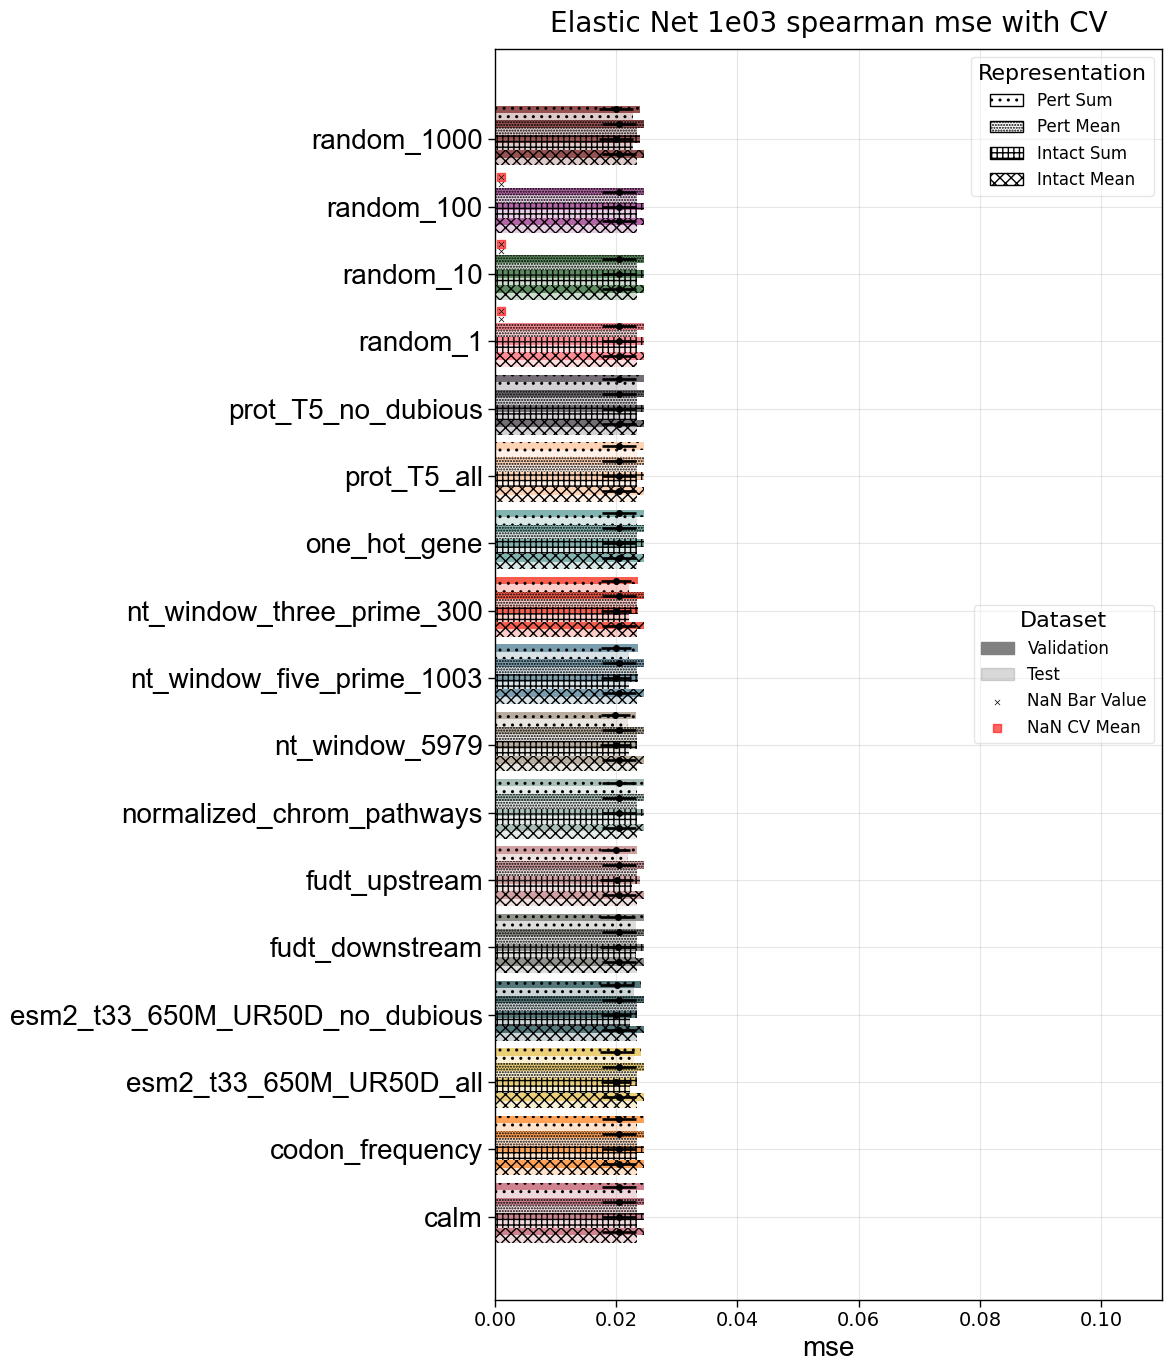 Elastic Net 1e03 spearman mse with CV
Representation
Pert Sum
Pert Mean
Intact Sum
Intact Mean
random_1000
random_100
random_10
random_1
prot_T5_no_dubious
prot_T5_all
one_hot_gene
nt_window_three_prime_300
nt_window_five_prime_1003
nt_window_5979
normalized_chrom_pathways
fudt_upstream
fudt_downstream
esm2_t33_650M_UR50D_no_dubious
esm2_t33_650M_UR50D_all
codon_frequency
calm
Dataset
Validation
Test
NaN Bar Value
NaN CV Mean
0.00 0.02 0.04 0.06 0.08 0.10
mse